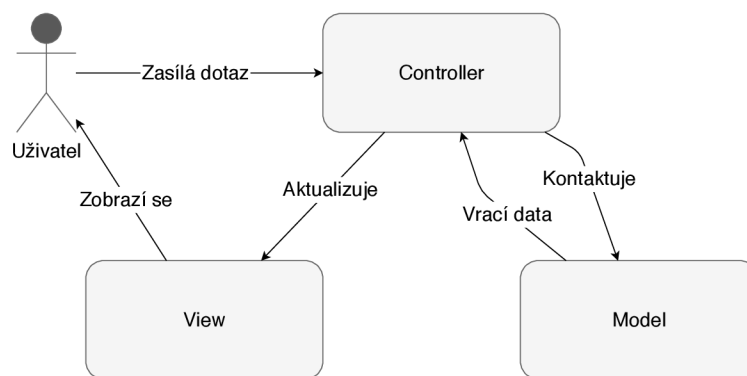 Zasílá dotaz
Controller
Uživatel
Aktualizuje
Kontaktuje
Zobrazí se
Vrací data
View
Model